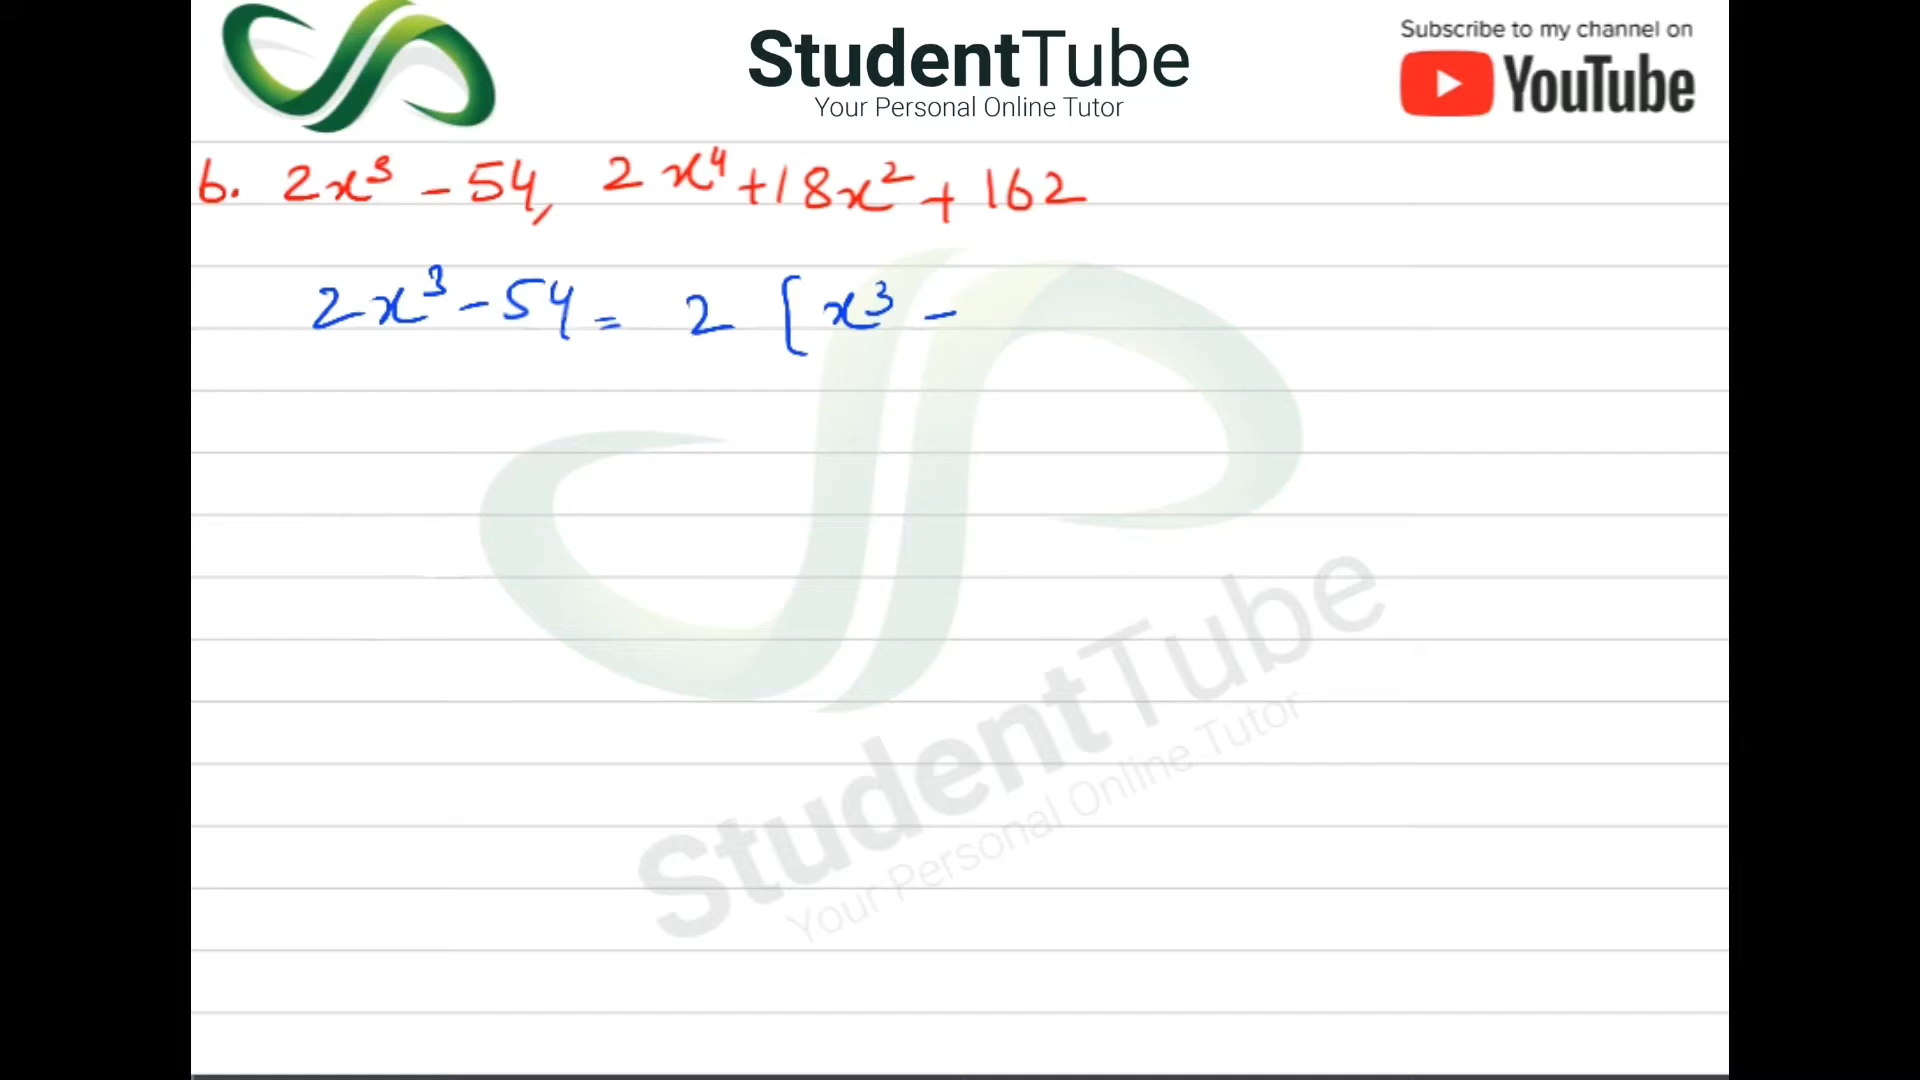 StudentTube
Your Personal Online Tutor
Subscribe to my channel on
YouTube
6. 2x³ - 54, 2x⁴ + 18x² + 162
2x³ - 54 = 2 [x³ -
StudentTube
Your Personal Online Tutor